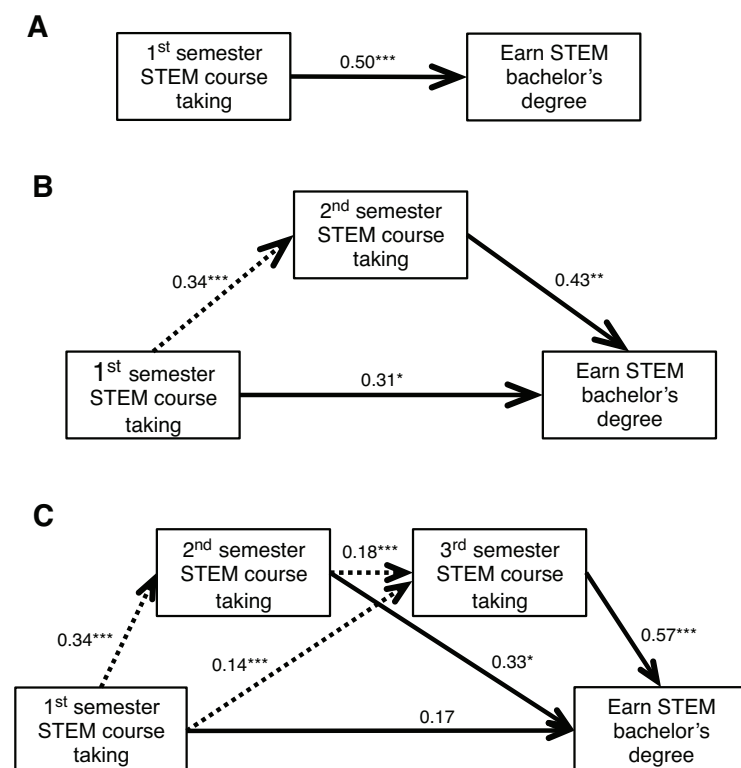 A
1st semester
STEM course
taking
0.50***
Earn STEM
bachelor's
degree
B
2nd semester
STEM course
taking
0.34***
0.43**
1st semester
STEM course
taking
0.31*
Earn STEM
bachelor's
degree
C
2nd semester
STEM course
taking
0.18***
3rd semester
STEM course
taking
0.34***
0.14***
0.33*
0.57***
1st semester
STEM course
taking
0.17
Earn STEM
bachelor's
degree